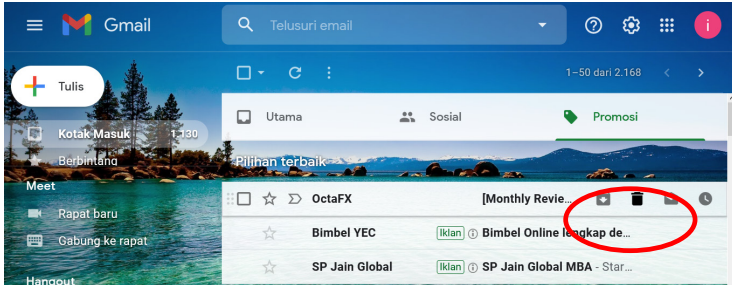 Gmail
Telusuri email
i
Tulis
1–50 dari 2.168
Utama
Sosial
Promosi
Kotak Masuk 1.130
Berbintang
Pilihan terbaik
Meet
OctaFX [Monthly Revie...
Rapat baru
Bimbel YEC Iklan Bimbel Online lengkap de...
Gabung ke rapat
SP Jain Global Iklan SP Jain Global MBA - Star...
Hangout